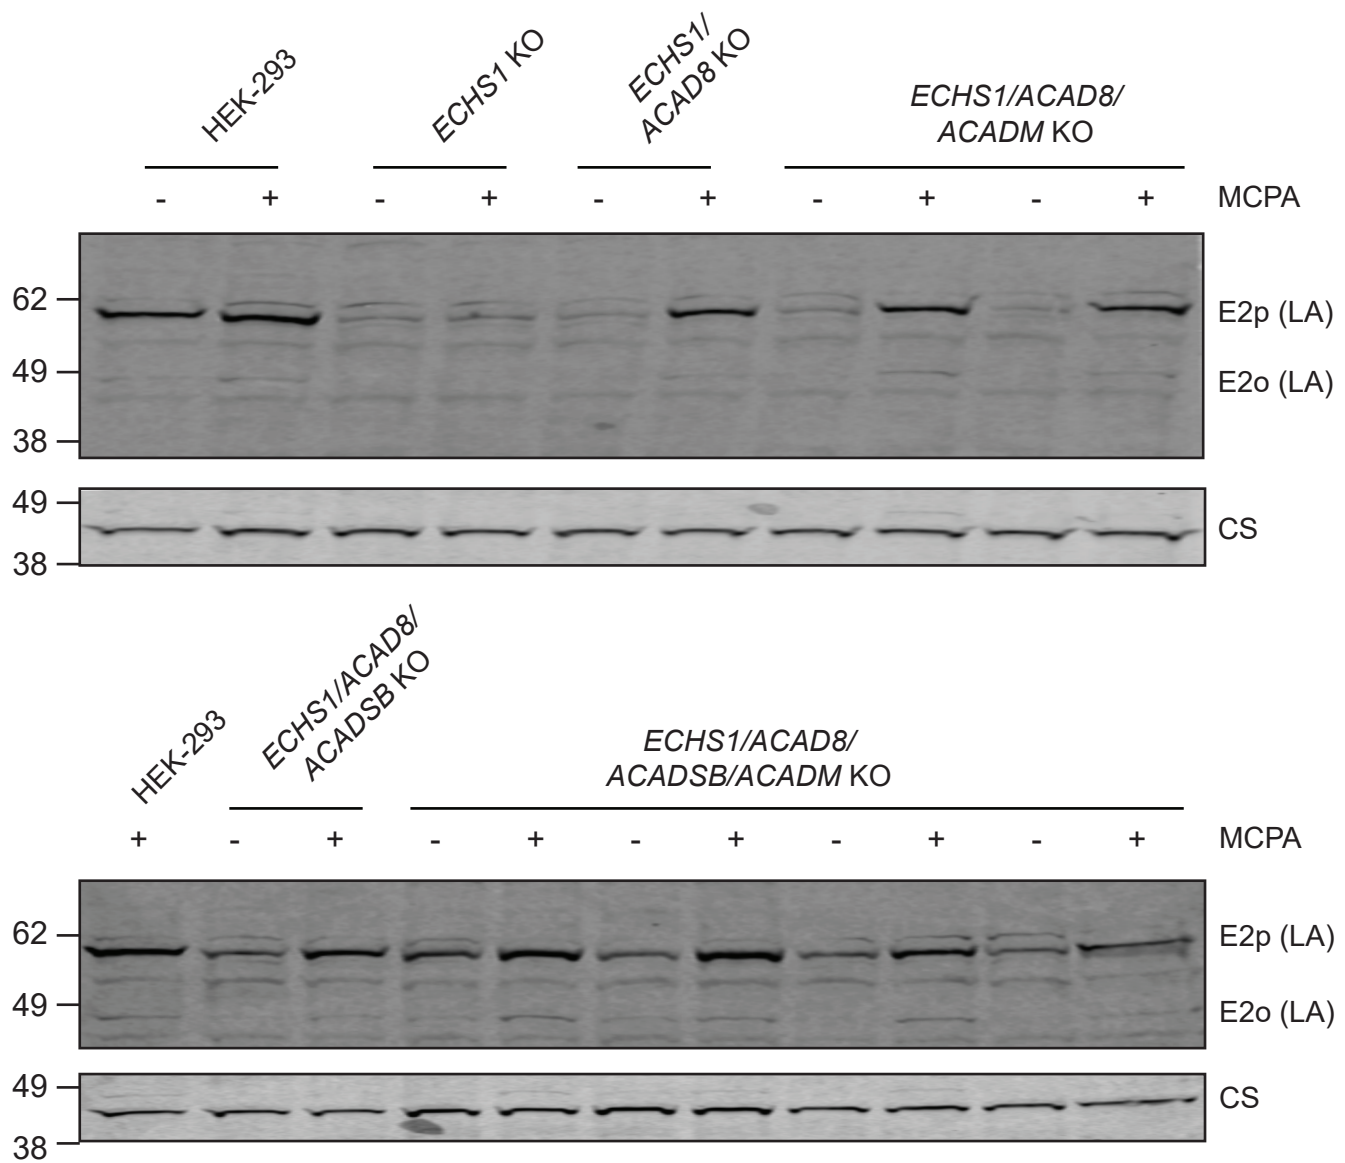 HEK-293
ECHS1 KO
ECHS1/
ACAD8 KO
ECHS1/ACAD8/
ACADM KO
- + - + - + - + - + MCPA
62
49
38
E2p (LA)
E2o (LA)
49
38
CS
HEK-293
ECHS1/ACAD8/
ACADSB KO
ECHS1/ACAD8/
ACADSB/ACADM KO
+ - + - + - + - + - + MCPA
62
49
E2p (LA)
E2o (LA)
49
38
CS